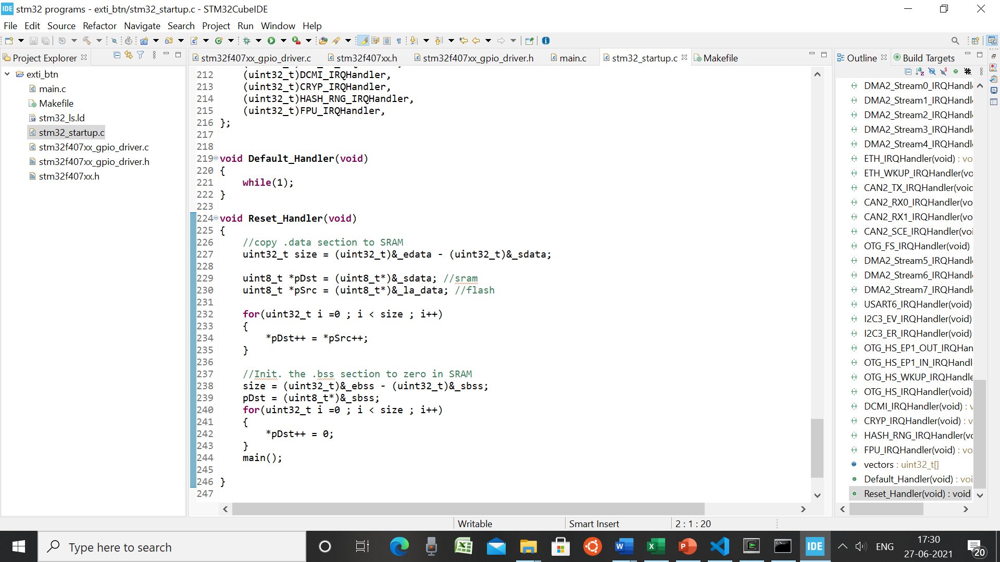 IDE stm32 programs - exti_btn/stm32_startup.c - STM32CubeIDE
File Edit Source Refactor Navigate Search Project Run Window Help
Project Explorer
exti_btn
main.c
Makefile
stm32_ls.ld
stm32_startup.c
stm32f407xx_gpio_driver.c
stm32f407xx_gpio_driver.h
stm32f407xx.h
stm32f407xx_gpio_driver.c stm32f407xx.h stm32f407xx_gpio_driver.h main.c stm32_startup.c Makefile
212 (uint32_t)DCMI_IRQHandler,
213 (uint32_t)CRYP_IRQHandler,
214 (uint32_t)HASH_RNG_IRQHandler,
215 (uint32_t)FPU_IRQHandler,
216 };
217
218
219 void Default_Handler(void)
220 {
221 while(1);
222 }
223
224 void Reset_Handler(void)
225 {
226 //copy .data section to SRAM
227 uint32_t size = (uint32_t)&_edata - (uint32_t)&_sdata;
228
229 uint8_t *pDst = (uint8_t*)&_sdata; //sram
230 uint8_t *pSrc = (uint8_t*)&_la_data; //flash
231
232 for(uint32_t i =0 ; i < size ; i++)
233 {
234 *pDst++ = *pSrc++;
235 }
236
237 //Init. the .bss section to zero in SRAM
238 size = (uint32_t)&_ebss - (uint32_t)&_sbss;
239 pDst = (uint8_t*)&_sbss;
240 for(uint32_t i =0 ; i < size ; i++)
241 {
242 *pDst++ = 0;
243 }
244 main();
245
246 }
247
Outline Build Targets
DMA2_Stream0_IRQHandl
DMA2_Stream1_IRQHandl
DMA2_Stream2_IRQHandl
DMA2_Stream3_IRQHandl
DMA2_Stream4_IRQHandl
ETH_IRQHandler(void) : vo
ETH_WKUP_IRQHandler(vo
CAN2_TX_IRQHandler(voic
CAN2_RX0_IRQHandler(vo
CAN2_RX1_IRQHandler(vo
CAN2_SCE_IRQHandler(voi
OTG_FS_IRQHandler(void)
DMA2_Stream5_IRQHandl
DMA2_Stream6_IRQHandl
DMA2_Stream7_IRQHandl
USART6_IRQHandler(void)
I2C3_EV_IRQHandler(void)
I2C3_ER_IRQHandler(void)
OTG_HS_EP1_OUT_IRQHan
OTG_HS_EP1_IN_IRQHandl
OTG_HS_WKUP_IRQHandle
OTG_HS_IRQHandler(void)
DCMI_IRQHandler(void) : v
CRYP_IRQHandler(void) : v
HASH_RNG_IRQHandler(vo
FPU_IRQHandler(void) : vo
vectors : uint32_t[]
Default_Handler(void) : voi
Reset_Handler(void) : void
Writable Smart Insert 2 : 1 : 20
Type here to search
IDE
ENG
17:30
27-06-2021
20